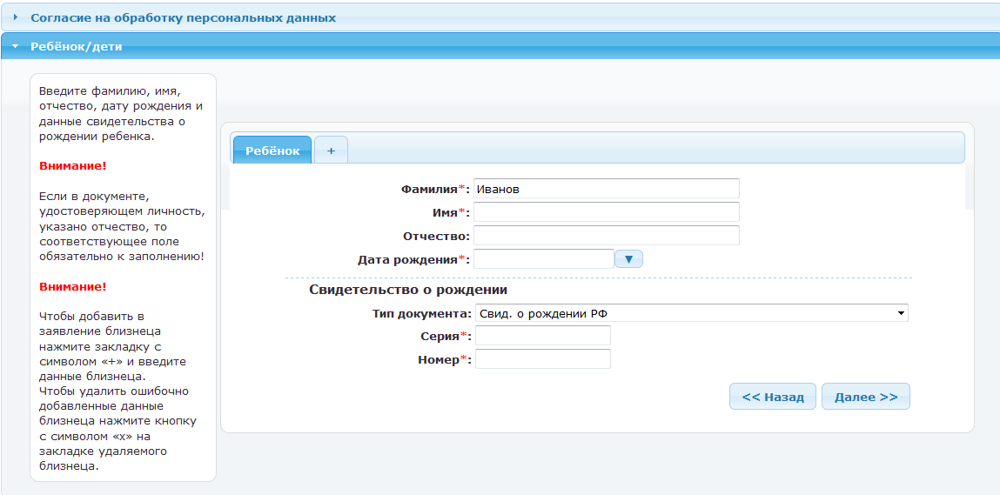 Согласие на обработку персональных данных
Ребёнок/дети
Введите фамилию, имя,
отчество, дату рождения и
данные свидетельства о
рождении ребенка.
Внимание!
Если в документе,
удостоверяющем личность,
указано отчество, то
соответствующее поле
обязательно к заполнению!
Внимание!
Чтобы добавить в
заявление близнеца
нажмите закладку с
символом «+» и введите
данные близнеца.
Чтобы удалить ошибочно
добавленные данные
близнеца нажмите кнопку
с символом «х» на
закладке удаляемого
близнеца.
Ребёнок +
Фамилия*: Иванов
Имя*:
Отчество:
Дата рождения*:
Свидетельство о рождении
Тип документа: Свид. о рождении РФ
Серия*:
Номер*:
<< Назад Далее >>